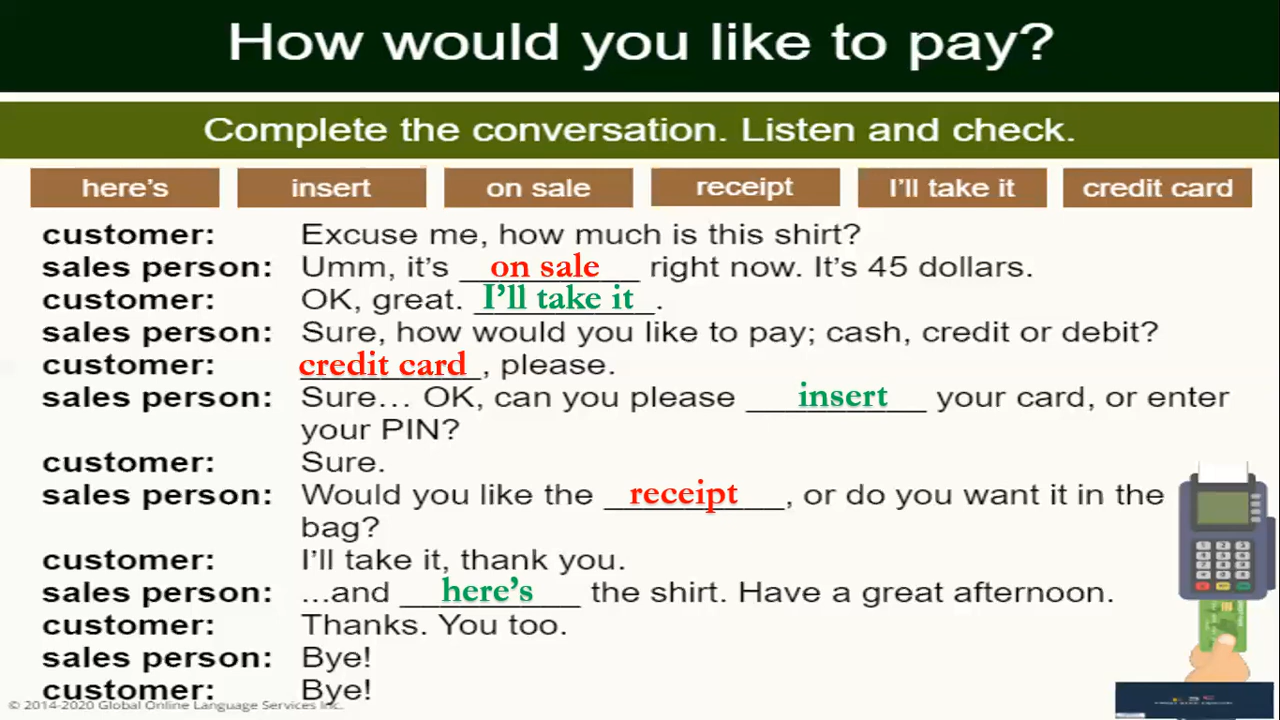 How would you like to pay?
Complete the conversation. Listen and check.
here's insert on sale receipt I'll take it credit card
customer: Excuse me, how much is this shirt?
sales person: Umm, it's on sale right now. It's 45 dollars.
customer: OK, great. I'll take it.
sales person: Sure, how would you like to pay; cash, credit or debit?
customer: credit card, please.
sales person: Sure... OK, can you please insert your card, or enter
your PIN?
customer: Sure.
sales person: Would you like the receipt, or do you want it in the
bag?
customer: I'll take it, thank you.
sales person: ...and here's the shirt. Have a great afternoon.
customer: Thanks. You too.
sales person: Bye!
customer: Bye!
© 2014-2020 Global Online Language Services Inc.